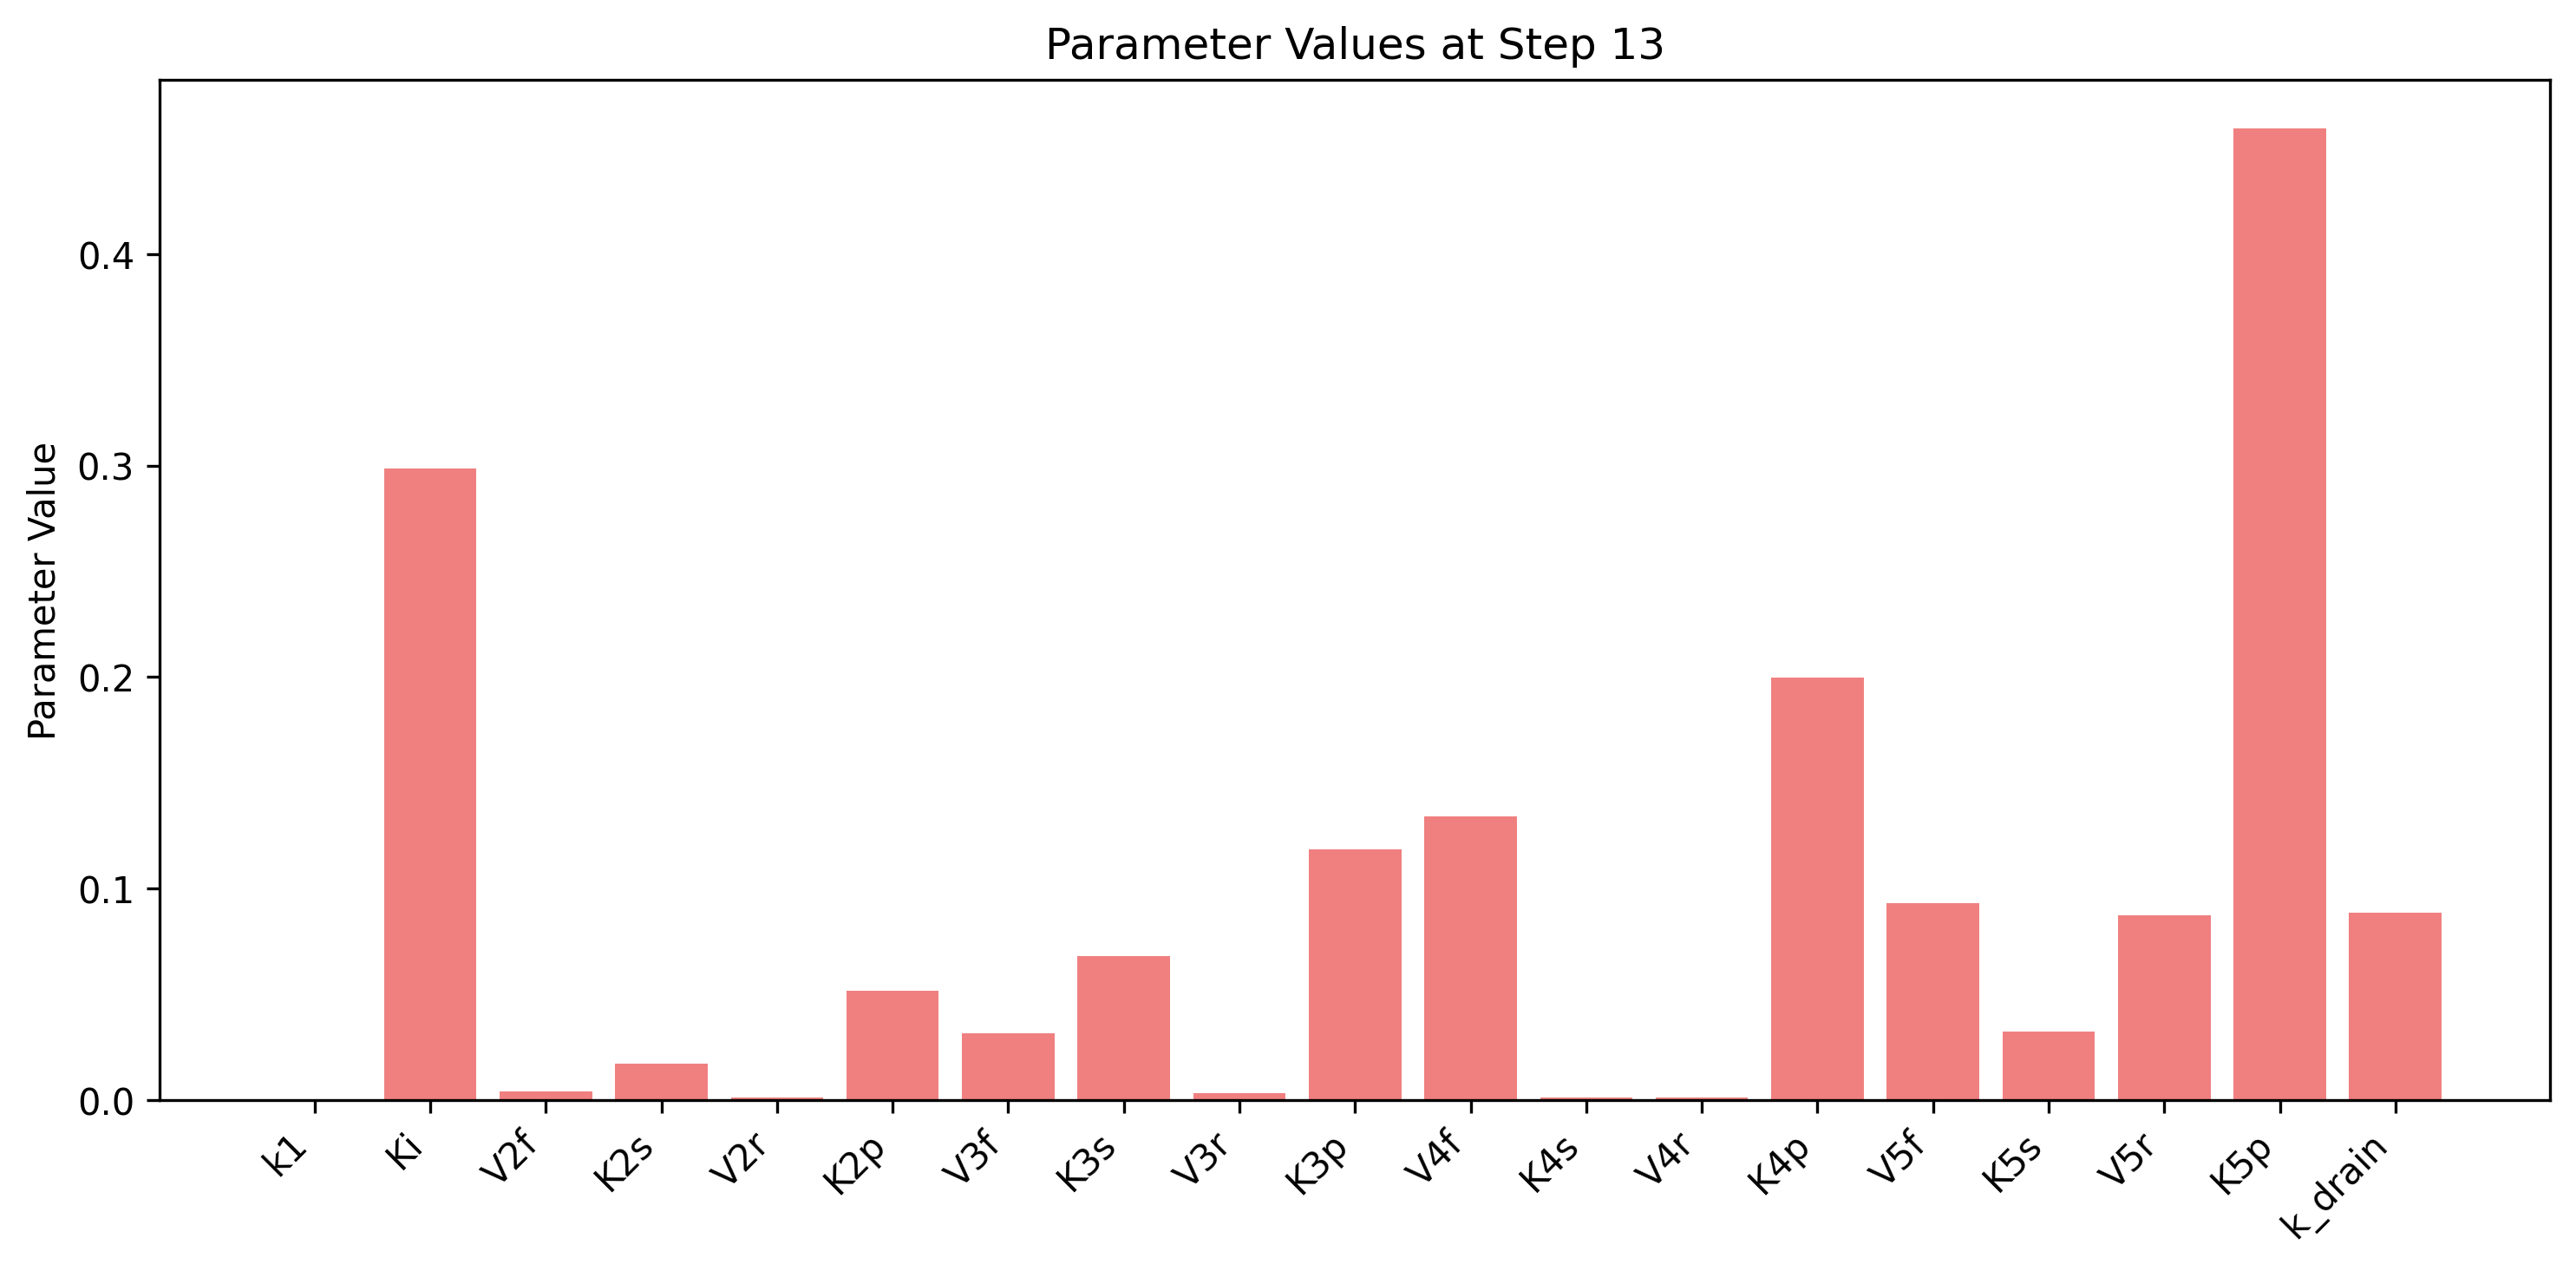 Parameter Values at Step 13
Parameter Value
0.4
0.3
0.2
0.1
0.0
k1 Ki V2f K2s V2r K2p V3f K3s V3r K3p V4f K4s V4r K4p V5f K5s V5r K5p k_drain